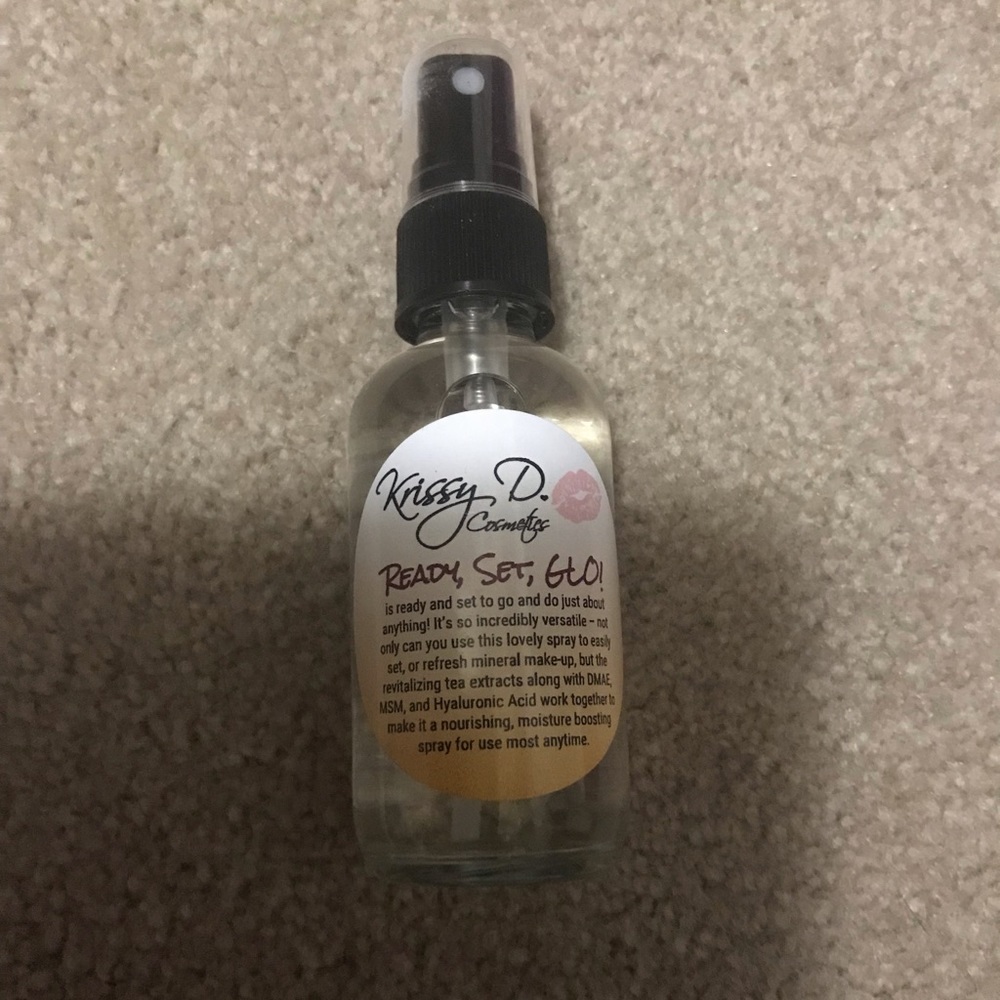 Krissy D.
Cosmetics
READY, SET, GLO!
is ready and set to go and do just about
anything! It's so incredibly versatile – not
only can you use this lovely spray to easily
set, or refresh mineral make-up, but the
revitalizing tea extracts along with DMAE,
MSM, and Hyaluronic Acid work together to
make it a nourishing, moisture boosting
spray for use most anytime.